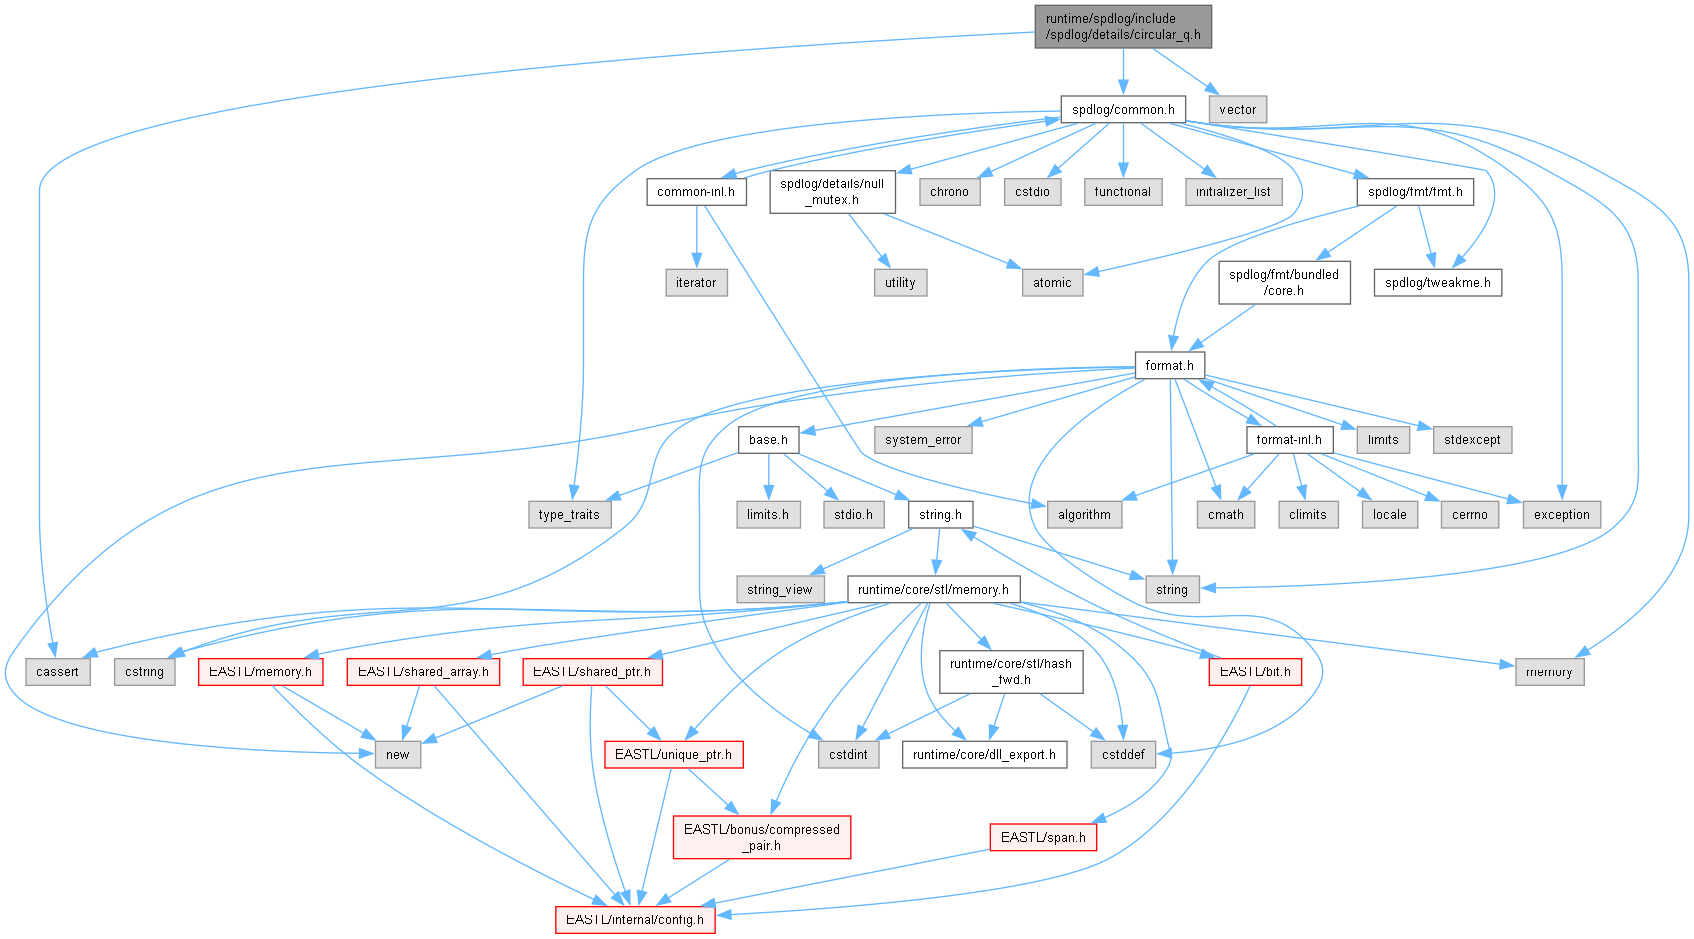 runtime/spdlog/include
/spdlog/details/circular_q.h
spdlog/common.h
vector
common-inl.h
spdlog/details/null
_mutex.h
chrono
cstdio
functional
initializer_list
spdlog/fmt/fmt.h
iterator
utility
atomic
spdlog/fmt/bundled
/core.h
spdlog/tweakme.h
format.h
base.h
system_error
format-inl.h
limits
stdexcept
type_traits
limits.h
stdio.h
string.h
algorithm
cmath
climits
locale
cerrno
exception
string_view
runtime/core/stl/memory.h
string
cassert
cstring
EASTL/memory.h
EASTL/shared_array.h
EASTL/shared_ptr.h
runtime/core/stl/hash
_fwd.h
EASTL/bit.h
memory
new
EASTL/unique_ptr.h
cstdint
runtime/core/dll_export.h
cstddef
EASTL/bonus/compressed
_pair.h
EASTL/span.h
EASTL/internal/config.h